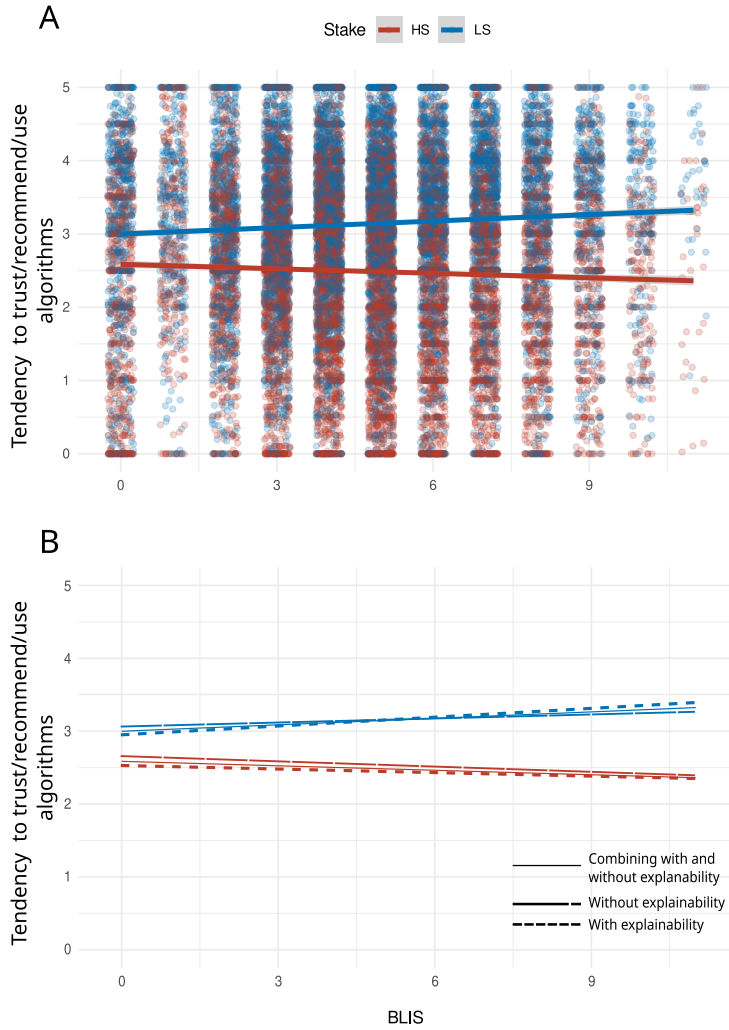 A
Stake HS LS
Tendency to trust/recommend/use
algorithms
5
4
3
2
1
0
0 3 6 9
B
Tendency to trust/recommend/use
algorithms
5
4
3
2
1
0
Combining with and
without explanability
Without explainability
With explainability
0 3 6 9
BLIS